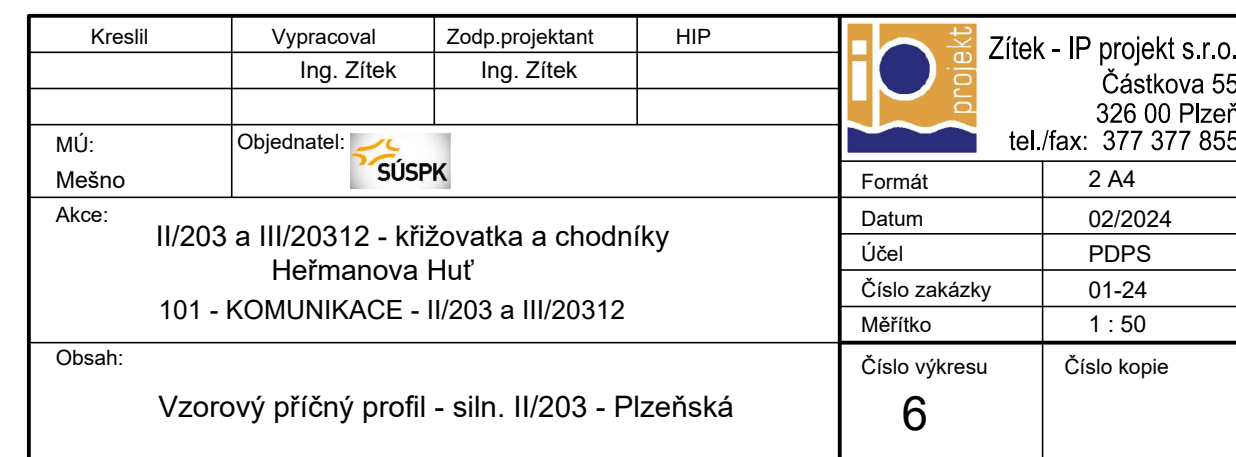 Kreslil Vypracoval Zodp.projektant HIP
Ing. Zítek Ing. Zítek
MÚ:
Mešno
Objednatel:
SÚSPK
Akce:
II/203 a III/20312 - křižovatka a chodníky
Heřmanova Huť
101 - KOMUNIKACE - II/203 a III/20312
Obsah:
Vzorový příčný profil - siln. II/203 - Plzeňská
ip projekt
Zítek - IP projekt s.r.o.
Částkova 55
326 00 Plzeň
tel./fax: 377 377 855
Formát 2 A4
Datum 02/2024
Účel PDPS
Číslo zakázky 01-24
Měřítko 1 : 50
Číslo výkresu Číslo kopie
6